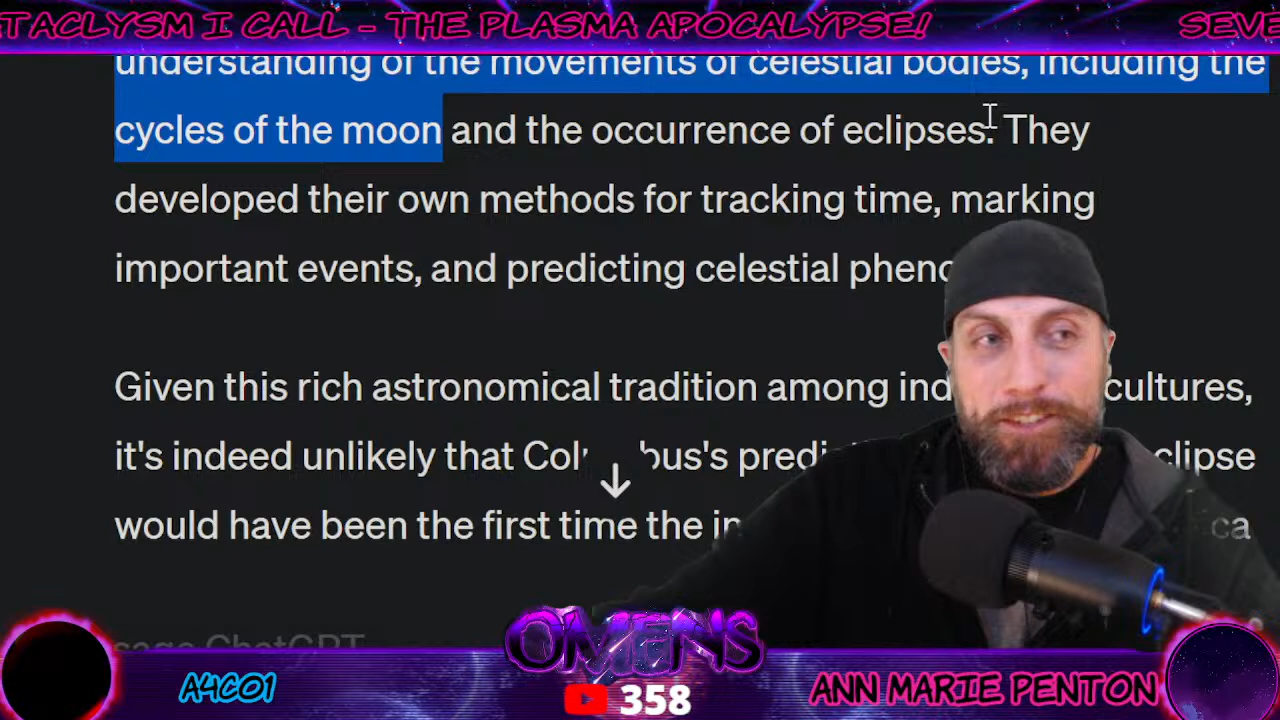 TACLYSM I CALL - THE PLASMA APOCALYPSE! SEVE
understanding of the movements of celestial bodies, including the
cycles of the moon and the occurrence of eclipses. They
developed their own methods for tracking time, marking
important events, and predicting celestial pheno
Given this rich astronomical tradition among ind cultures,
it's indeed unlikely that Col bus's predi clipse
would have been the first time the in ca
sage ChatGPT
OMENS
A4C01
358
ANN MARIE PENTON